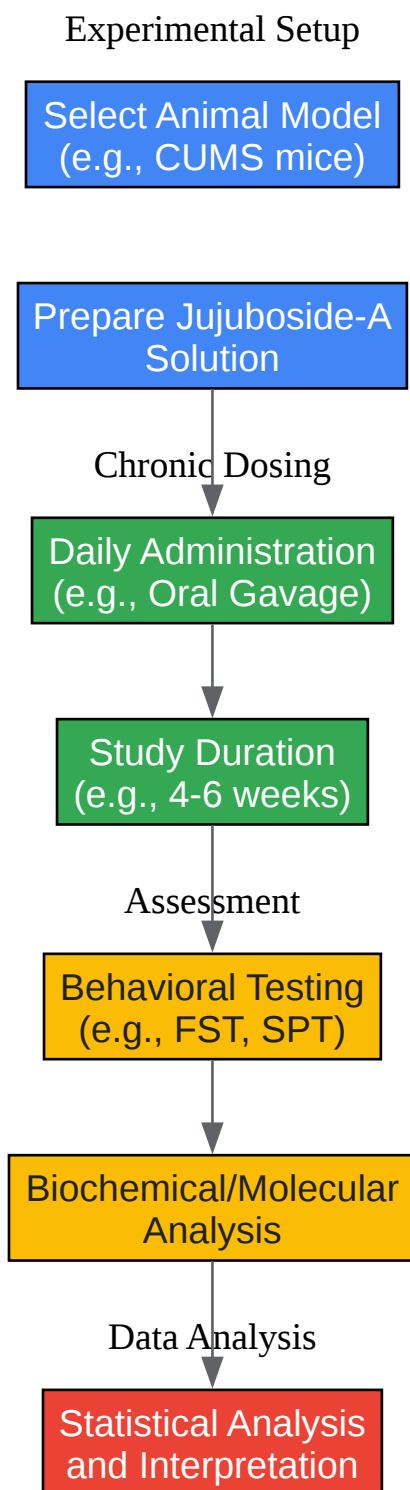 Experimental Setup
Select Animal Model
(e.g., CUMS mice)
Prepare Jujuboside-A
Solution
Chronic Dosing
Daily Administration
(e.g., Oral Gavage)
Study Duration
(e.g., 4-6 weeks)
Assessment
Behavioral Testing
(e.g., FST, SPT)
Biochemical/Molecular
Analysis
Data Analysis
Statistical Analysis
and Interpretation